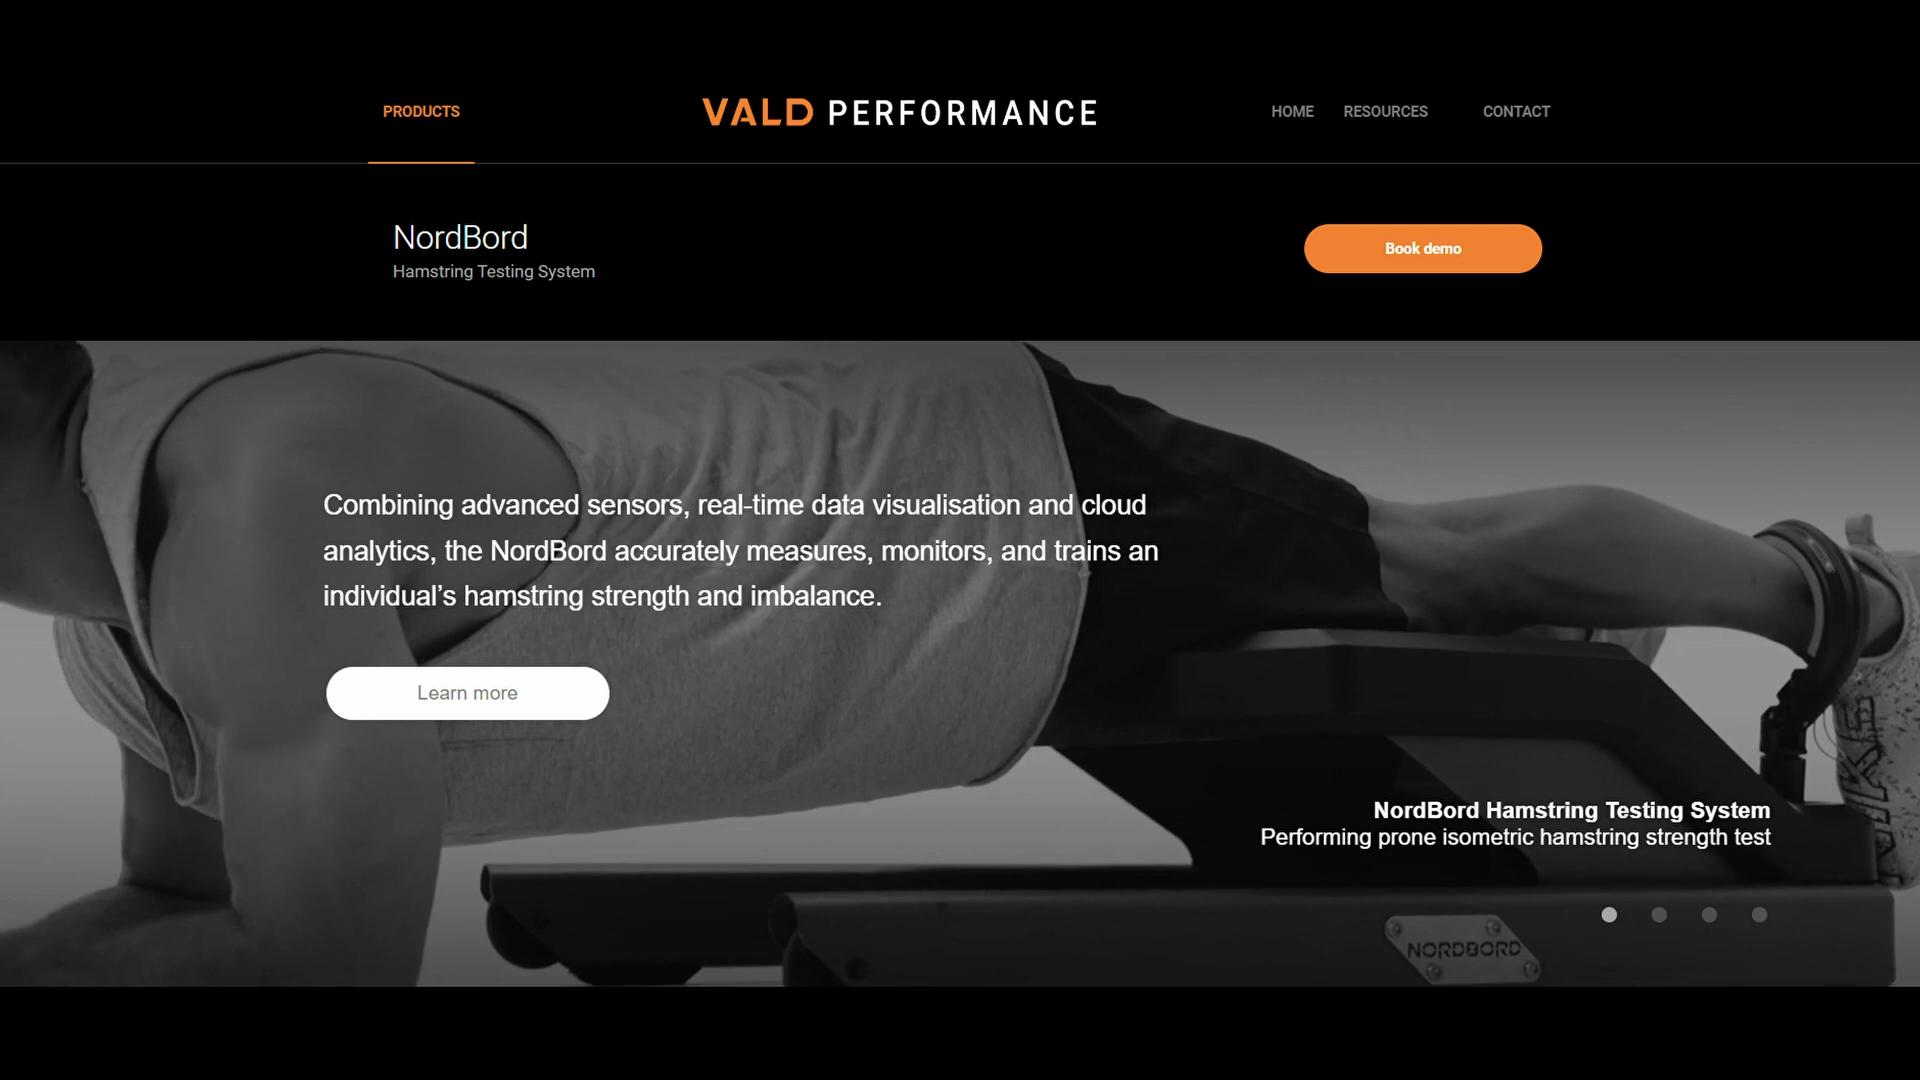 PRODUCTS
VALD PERFORMANCE
HOME
RESOURCES
CONTACT
NordBord
Hamstring Testing System
Book demo
Combining advanced sensors, real-time data visualisation and cloud
analytics, the NordBord accurately measures, monitors, and trains an
individual’s hamstring strength and imbalance.
Learn more
NordBord Hamstring Testing System
Performing prone isometric hamstring strength test
NORDBORD